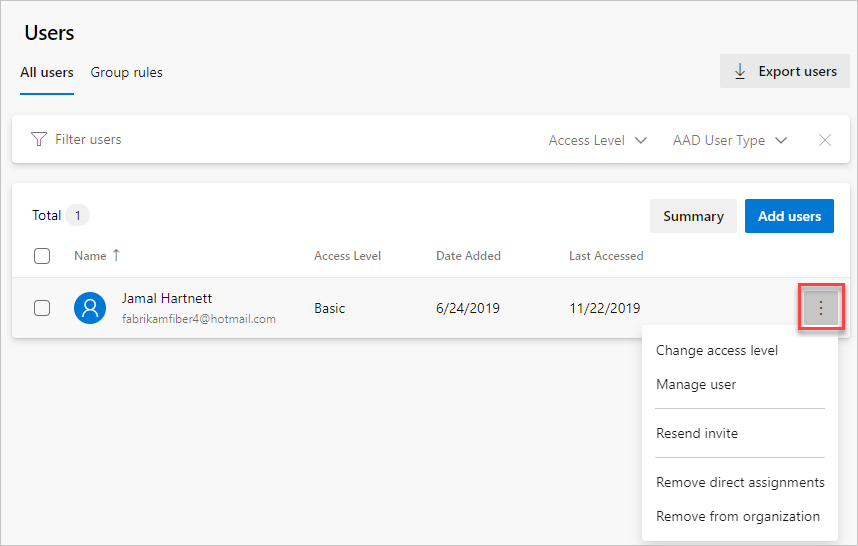 Users
All users Group rules
Export users
Filter users Access Level AAD User Type
Total 1 Summary Add users
Name Access Level Date Added Last Accessed
Jamal Hartnett Basic 6/24/2019 11/22/2019
fabrikamfiber4@hotmail.com
Change access level
Manage user
Resend invite
Remove direct assignments
Remove from organization